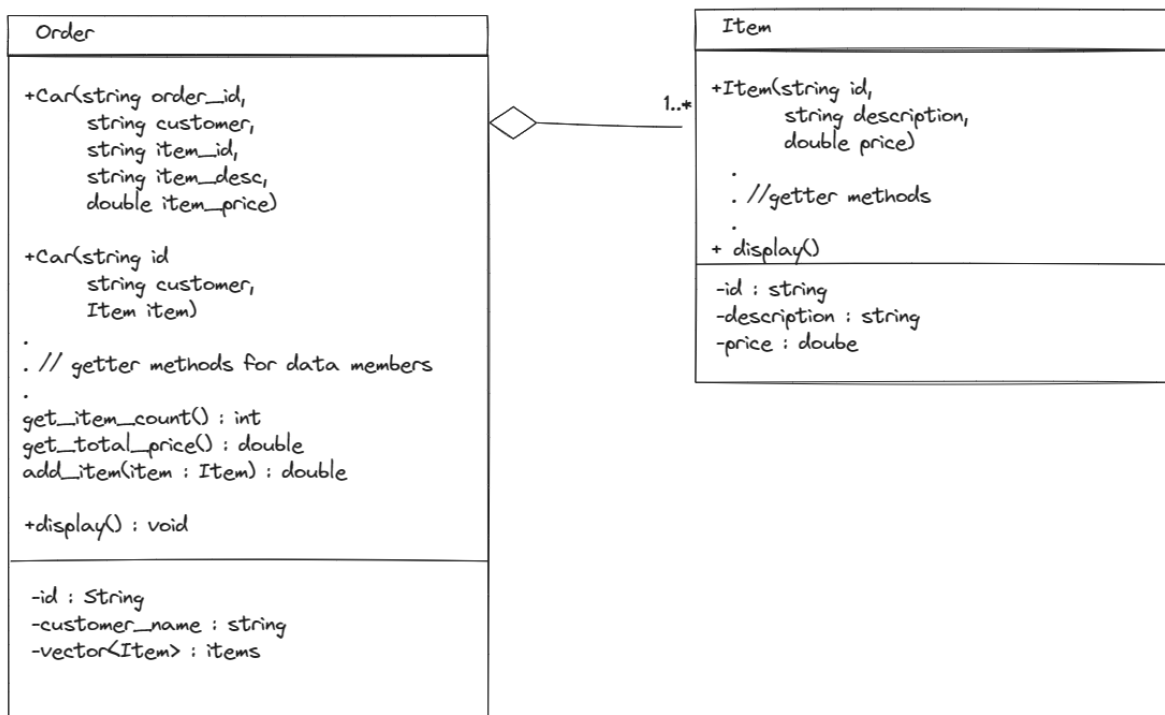 Order
+Car(string order_id,
string customer,
string item_id,
string item_desc,
double item_price)
+Car(string id
string customer,
Item item)
.
. // getter methods for data members
.
get_item_count() : int
get_total_price() : double
add_item(item : Item) : double
+display() : void
-id : String
-customer_name : string
-vector<Item> : items
1..*
Item
+Item(string id,
string description,
double price)
.
. //getter methods
.
+ display()
-id : string
-description : string
-price : doube